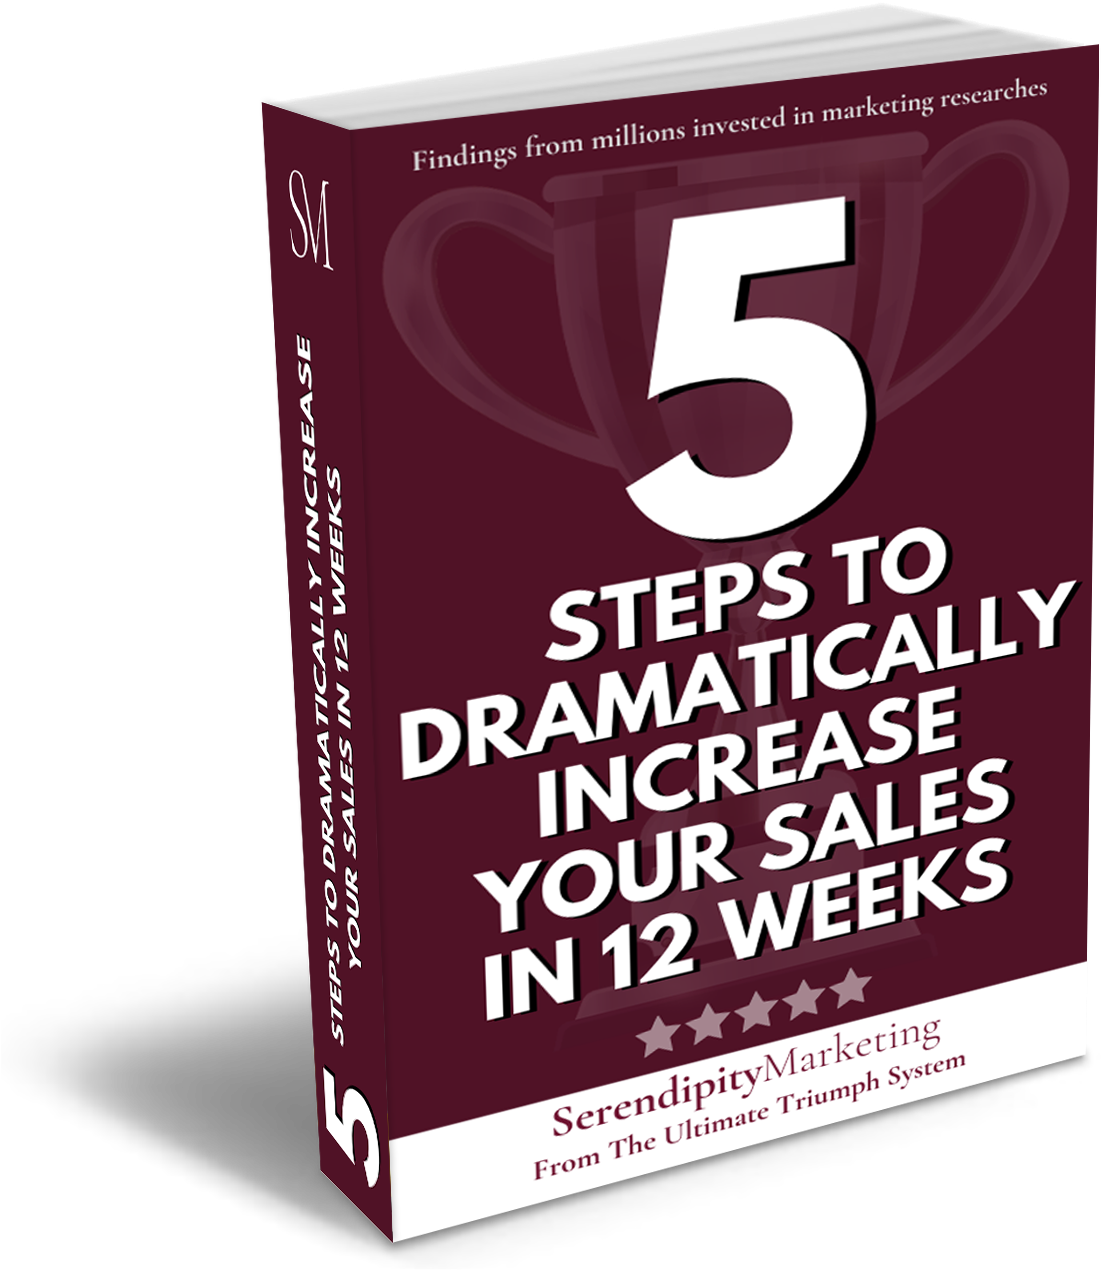 Findings from millions invested in marketing researches
5
STEPS TO
DRAMATICALLY
INCREASE
YOUR SALES
IN 12 WEEKS
SerendipityMarketing
From The Ultimate Triumph System
SM
STEPS TO DRAMATICALLY INCREASE
YOUR SALES IN 12 WEEKS
5